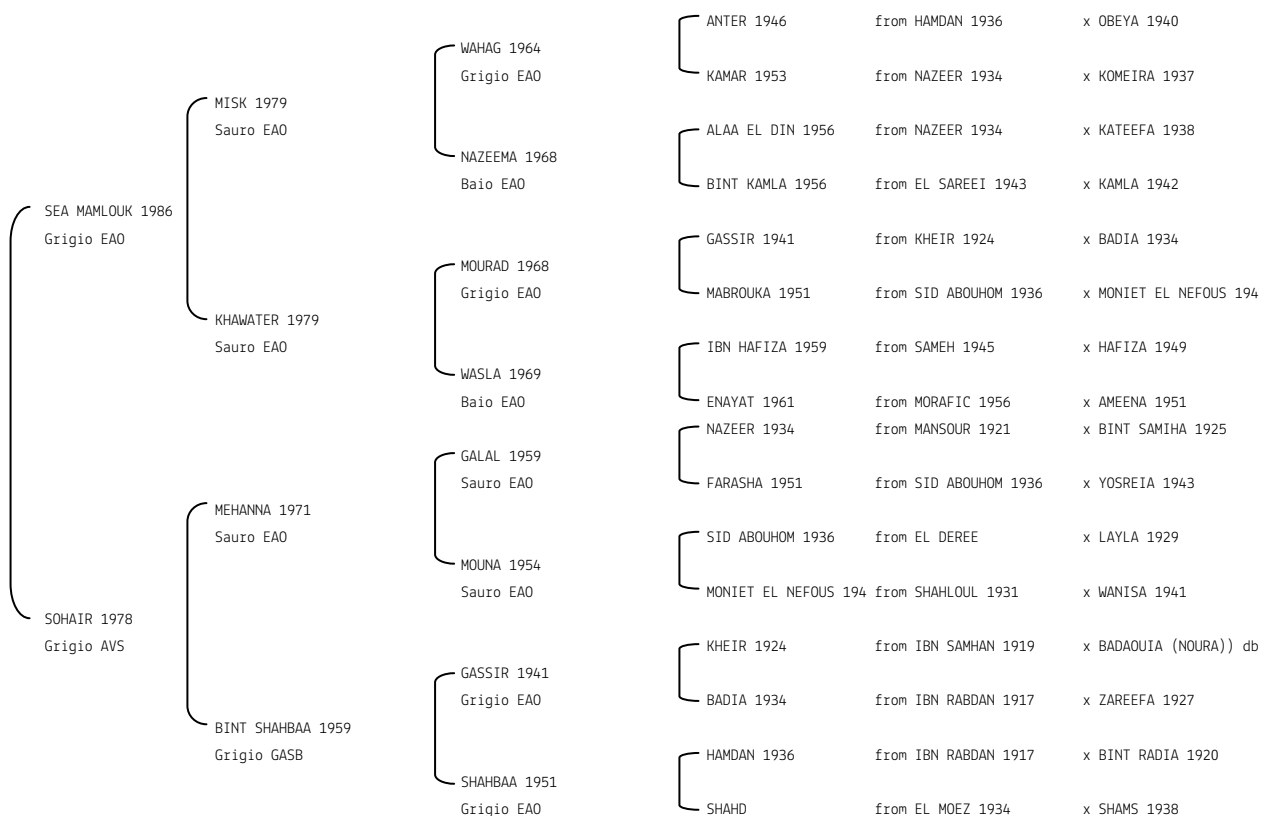 ANTER 1946 from HAMDAN 1936 x OBEYA 1940
WAHAG 1964
Grigio EAO KAMAR 1953 from NAZEER 1934 x KOMEIRA 1937
MISK 1979
Sauro EAO ALAA EL DIN 1956 from NAZEER 1934 x KATEEFA 1938
NAZEEMA 1968
Baio EAO BINT KAMLA 1956 from EL SAREEI 1943 x KAMLA 1942
SEA MAMLOUK 1986
Grigio EAO GASSIR 1941 from KHEIR 1924 x BADIA 1934
MOURAD 1968
Grigio EAO MABROUKA 1951 from SID ABOUHOM 1936 x MONIET EL NEFOUS 194
KHAWATER 1979
Sauro EAO IBN HAFIZA 1959 from SAMEH 1945 x HAFIZA 1949
WASLA 1969
Baio EAO ENAYAT 1961 from MORAFIC 1956 x AMEENA 1951
NAZEER 1934 from MANSOUR 1921 x BINT SAMIHA 1925
GALAL 1959
Sauro EAO FARASHA 1951 from SID ABOUHOM 1936 x YOSREIA 1943
MEHANNA 1971
Sauro EAO SID ABOUHOM 1936 from EL DEREE x LAYLA 1929
MOUNA 1954
Sauro EAO MONIET EL NEFOUS 194 from SHAHLOUL 1931 x WANISA 1941
SOHAIR 1978
Grigio AVS KHEIR 1924 from IBN SAMHAN 1919 x BADAOUIA (NOURA)) db
GASSIR 1941
Grigio EAO BADIA 1934 from IBN RABDAN 1917 x ZAREEFA 1927
BINT SHAHBAA 1959
Grigio GASB HAMDAN 1936 from IBN RABDAN 1917 x BINT RADIA 1920
SHAHBAA 1951
Grigio EAO SHAHD from EL MOEZ 1934 x SHAMS 1938